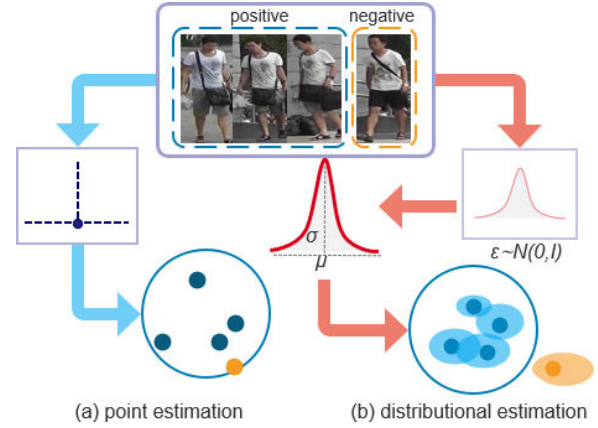 positive
negative
σ
μ
ε~N(0,I)
(a) point estimation
(b) distributional estimation